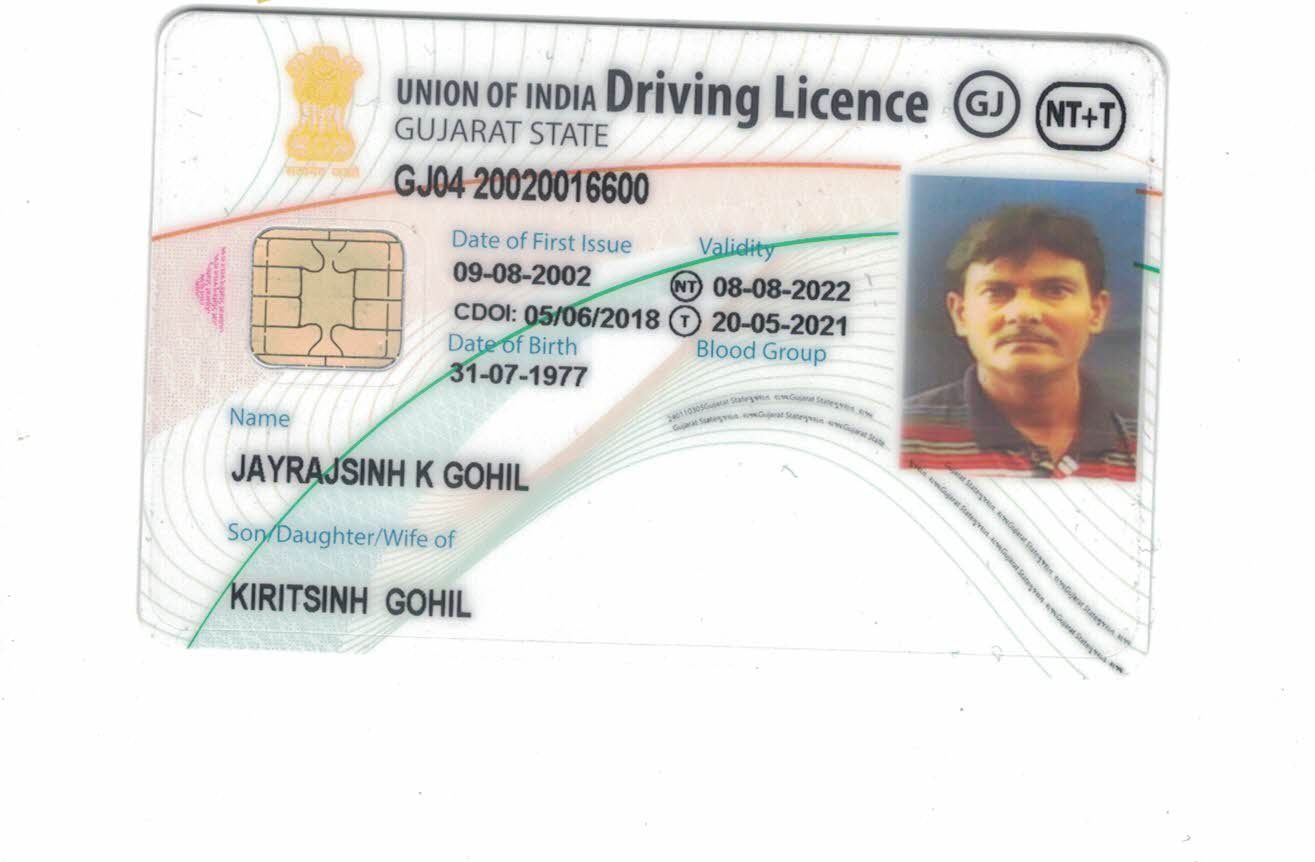 UNION OF INDIA Driving Licence GJ NT+T
GUJARAT STATE
GJ04 20020016600
Date of First Issue Validity
09-08-2002 NT 08-08-2022
CDOI: 05/06/2018 T 20-05-2021
Date of Birth Blood Group
31-07-1977
Name
JAYRAJSINH K GOHIL
Son/Daughter/Wife of
KIRITSINH GOHIL